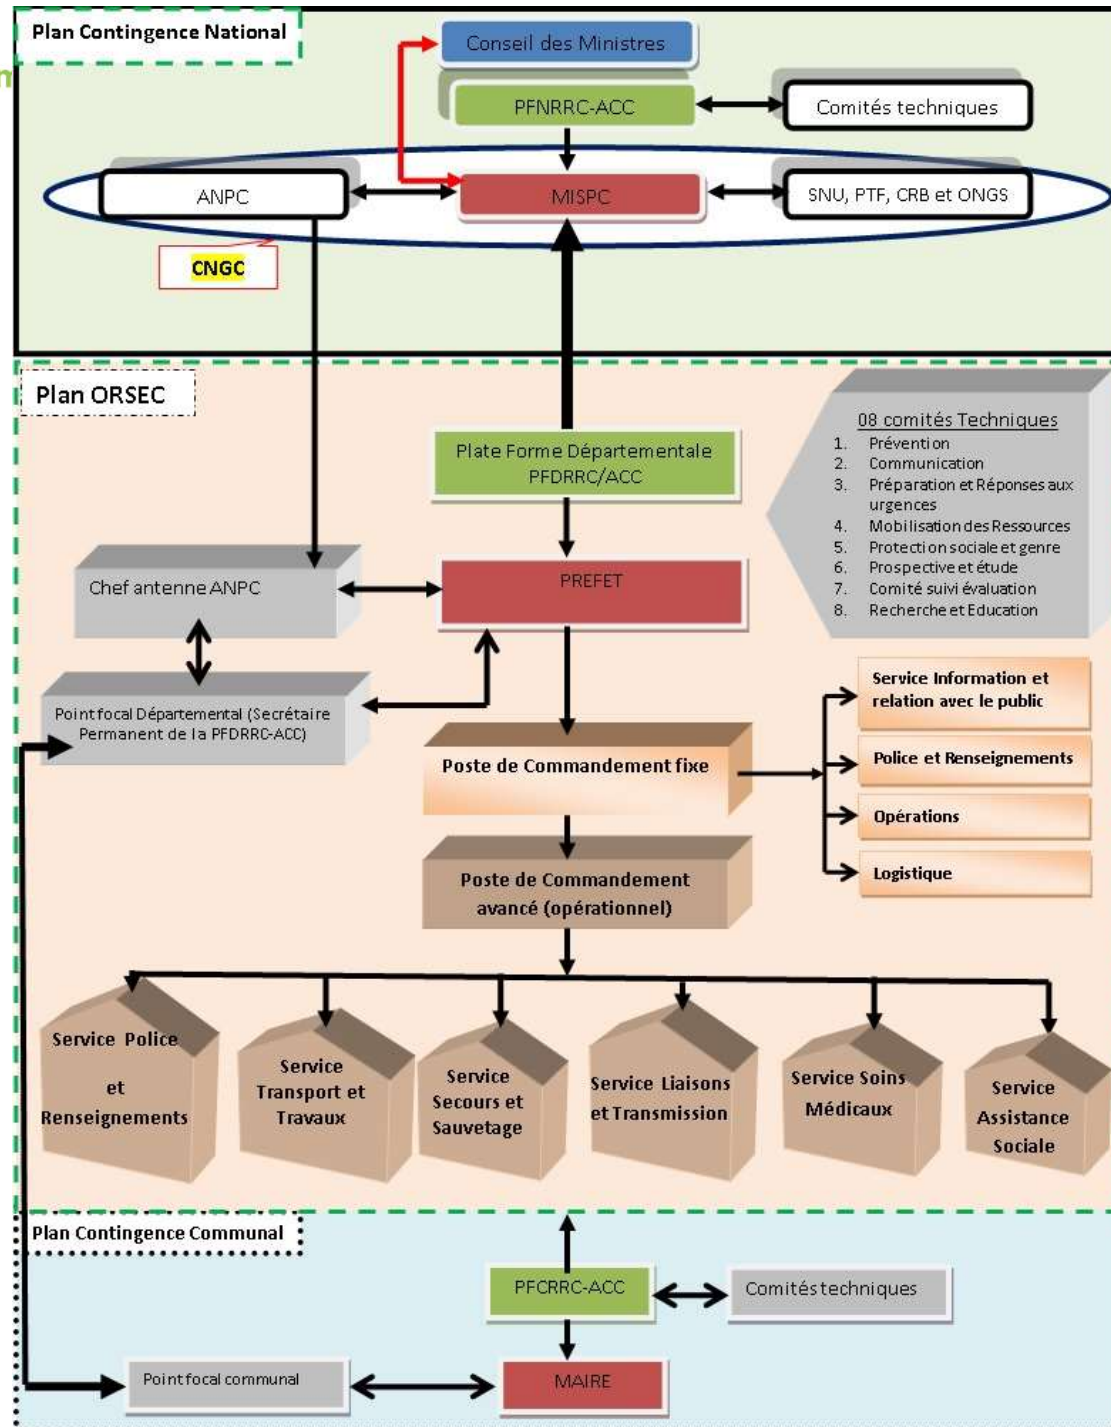 Plan Contingence National
Conseil des Ministres
PFNRRC-ACC
Comités techniques
ANPC
MISPC
SNU, PTF, CRB et ONGS
CNGC
Plan ORSEC
08 comités Techniques
1. Prévention
2. Communication
3. Préparation et Réponses aux
urgences
4. Mobilisation des Ressources
5. Protection sociale et genre
6. Prospective et étude
7. Comité suivi évaluation
8. Recherche et Education
Plate Forme Départementale
PFDRRC/ACC
Chef antenne ANPC
PREFET
Point focal Départemental (Secrétaire
Permanent de la PFDRRC-ACC)
Service Information et
relation avec le public
Poste de Commandement fixe
Police et Renseignements
Opérations
Logistique
Poste de Commandement
avancé (opérationnel)
Service Police
et
Renseignements
Service
Transport et
Travaux
Service
Secours et
Sauvetage
Service Liaisons
et Transmission
Service Soins
Médicaux
Service
Assistance
Sociale
Plan Contingence Communal
PFCRRC-ACC
Comités techniques
Point focal communal
MAIRE